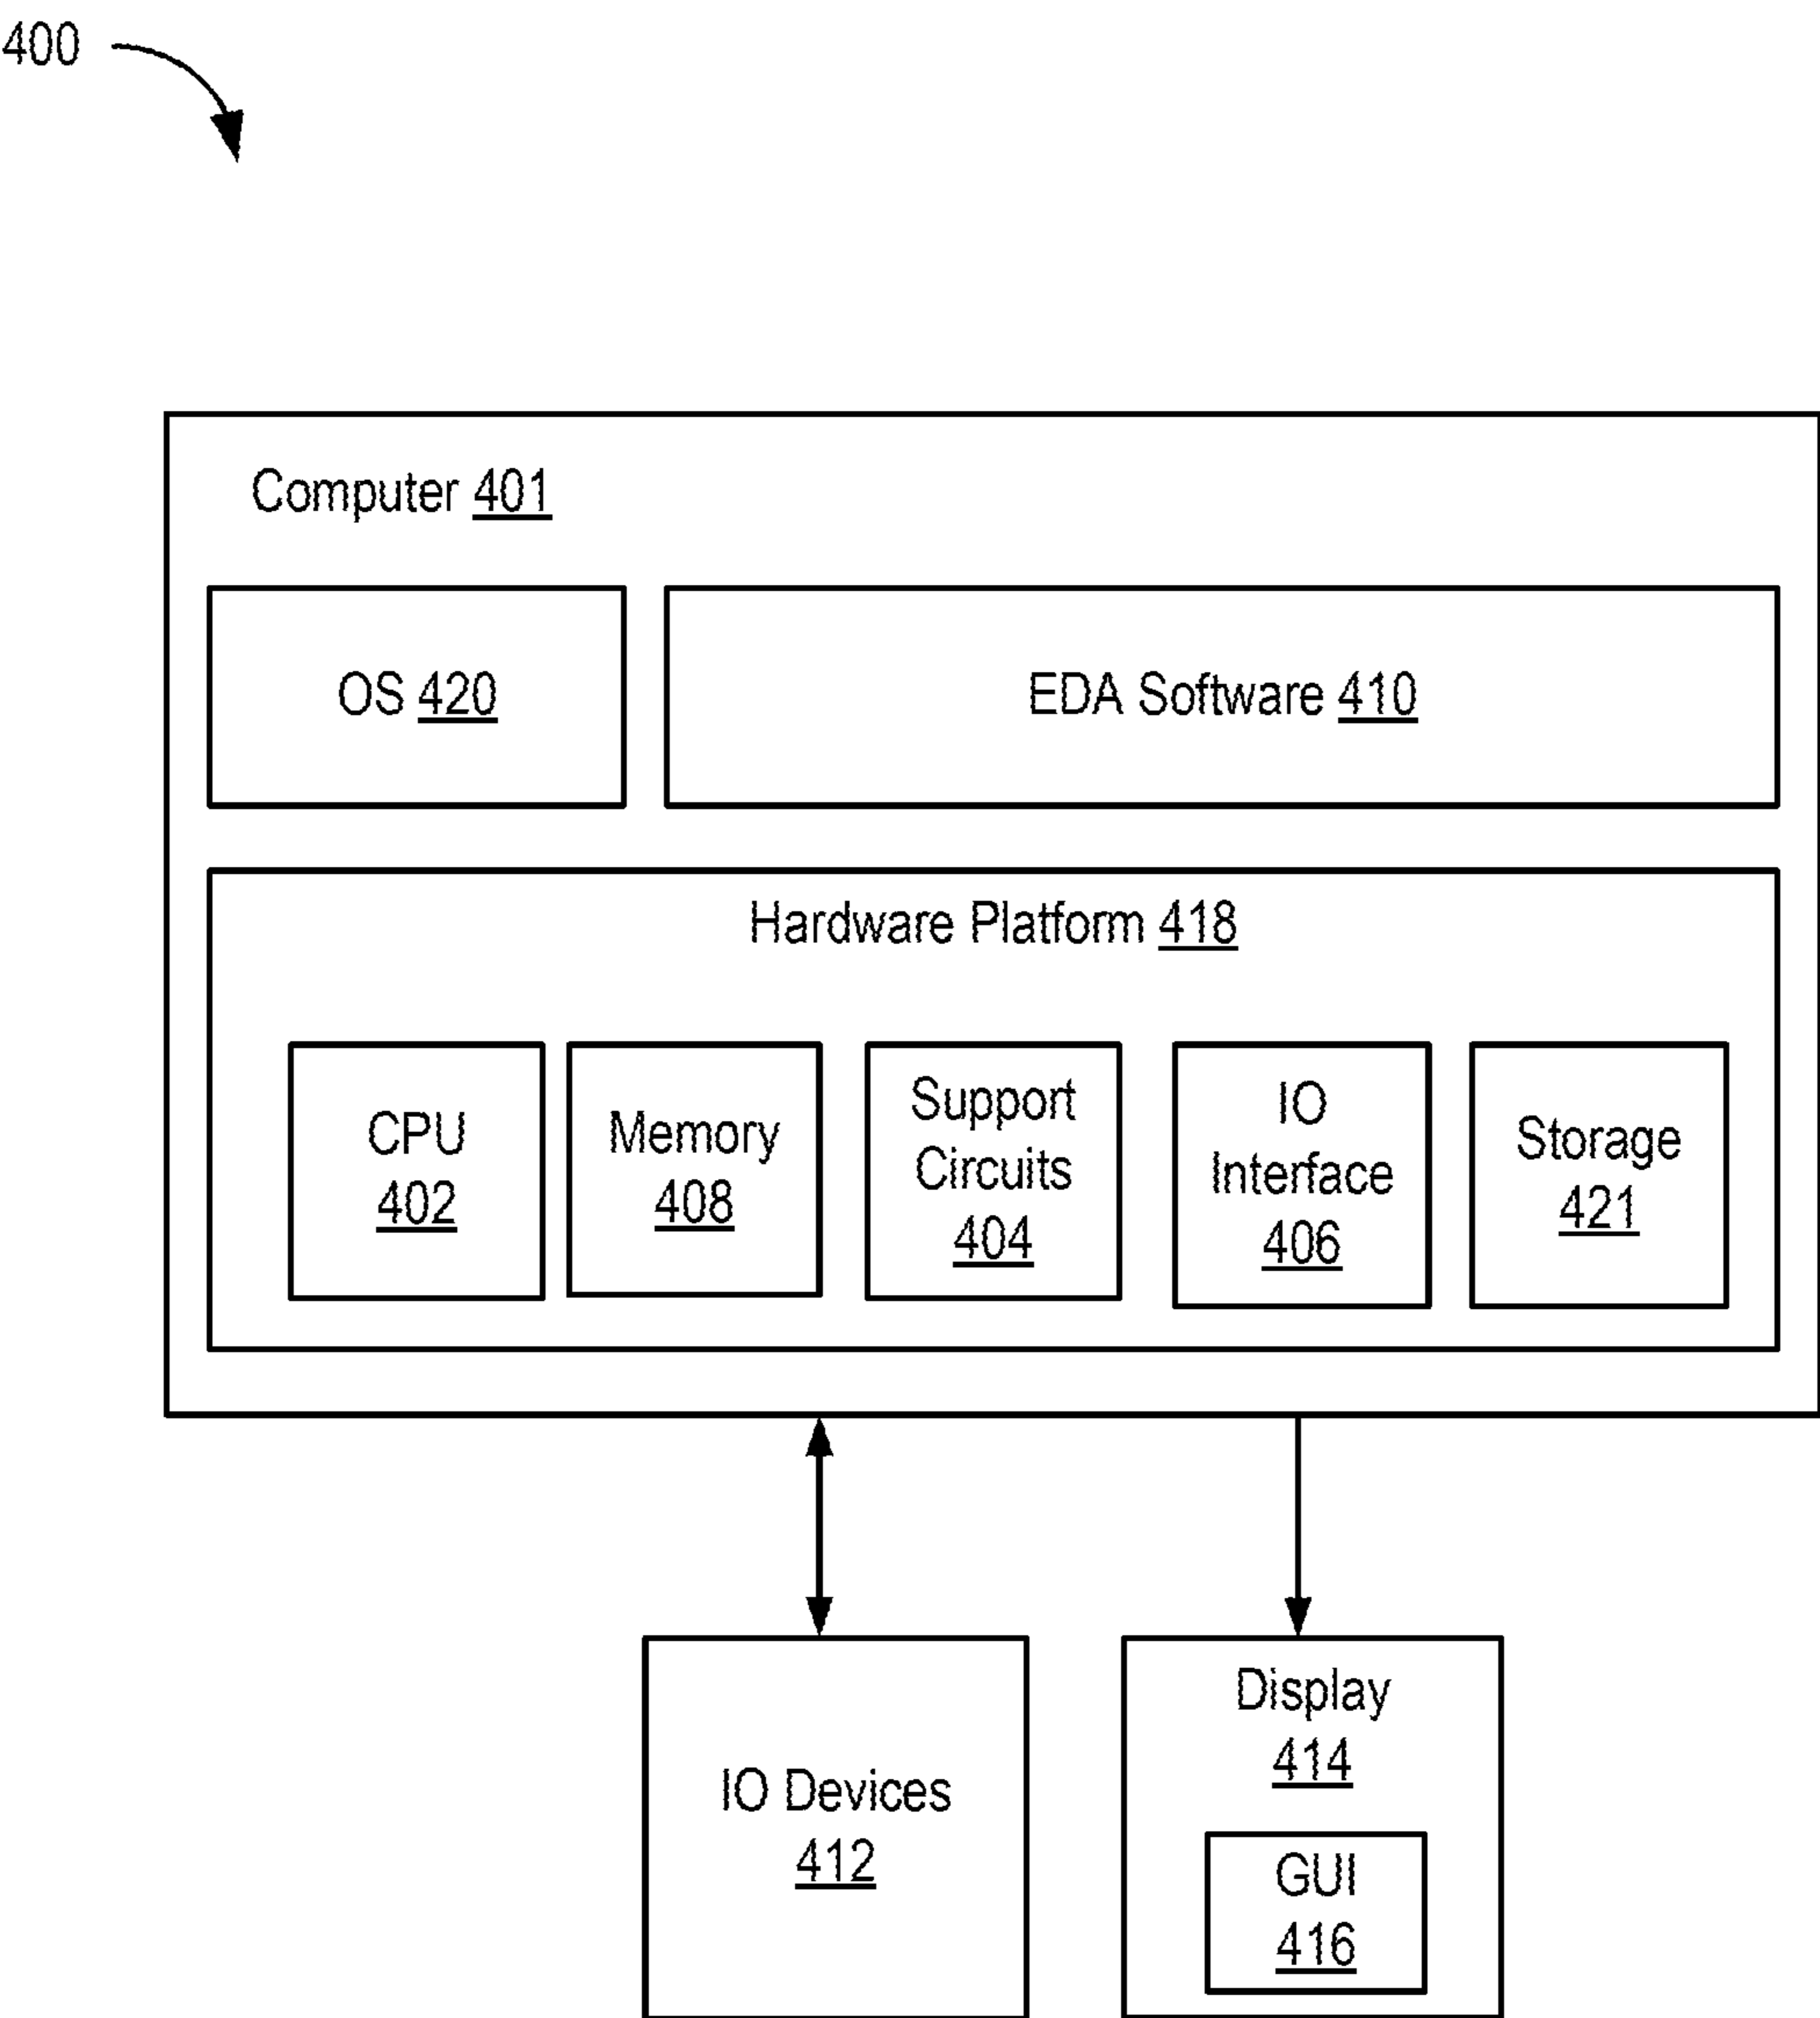 400
Computer 401
OS 420
EDA Software 410
Hardware Platform 418
CPU
402
Memory
408
Support
Circuits
404
IO
Interface
406
Storage
421
IO Devices
412
Display
414
GUI
416